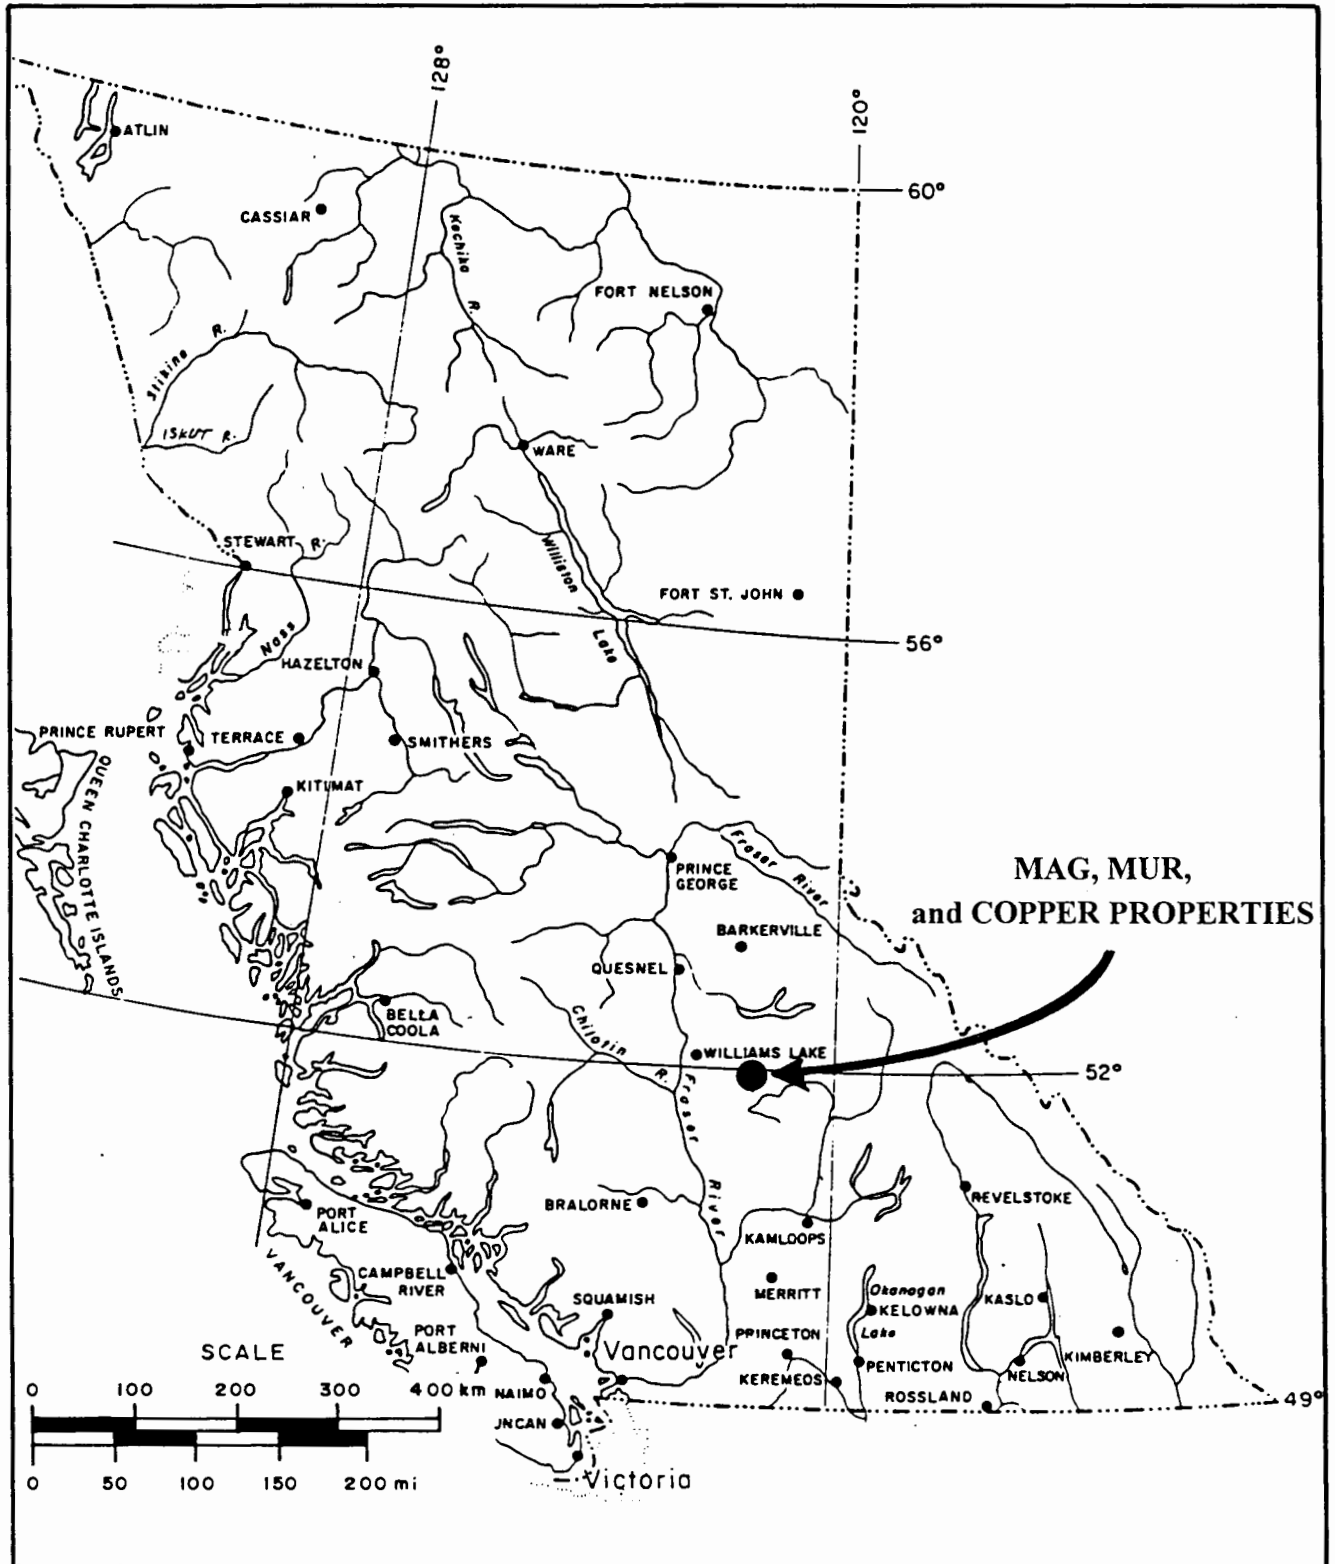 128°
120°
ATLIN
60°
CASSIAR
Kechika
R.
FORT NELSON
Stikine R.
ISKUT R.
WARE
STEWART
R.
Williston
FORT ST. JOHN
56°
Nass
Lake
HAZELTON
PRINCE RUPERT
TERRACE
SMITHERS
KITIMAT
QUEEN CHARLOTTE ISLANDS
Fraser River
PRINCE
GEORGE
MAG, MUR,
and COPPER PROPERTIES
BARKERVILLE
QUESNEL
BELLA
COOLA
Chilotin
R.
WILLIAMS LAKE
52°
Fraser
River
BRALORNE
REVELSTOKE
PORT
ALICE
KAMLOOPS
VANCOUVER
CAMPBELL
RIVER
MERRITT
Okanagan
KELOWNA
Lake
KASLO
SQUAMISH
PRINCETON
PORT
ALBERNI
Vancouver
PENTICTON
KIMBERLEY
NELSON
KEREMEOS
ROSSLAND
49°
SCALE
0 100 200 300 400 km
NAIMO
JNCAN
0 50 100 150 200 mi
Victoria